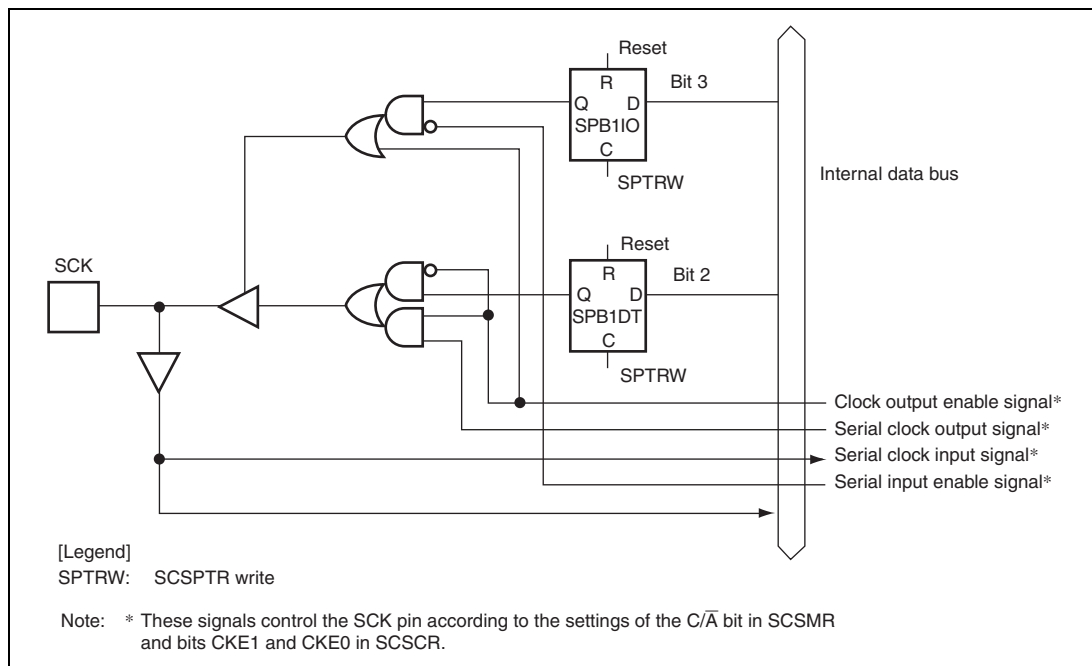 Reset
R
Bit 3
Q
D
SPB1IO
C
SPTRW
Internal data bus
Reset
SCK
R
Bit 2
Q
D
SPB1DT
C
SPTRW
Clock output enable signal*
Serial clock output signal*
Serial clock input signal*
Serial input enable signal*
[Legend]
SPTRW: SCSPTR write
Note: * These signals control the SCK pin according to the settings of the C/A̅ bit in SCSMR
and bits CKE1 and CKE0 in SCSCR.